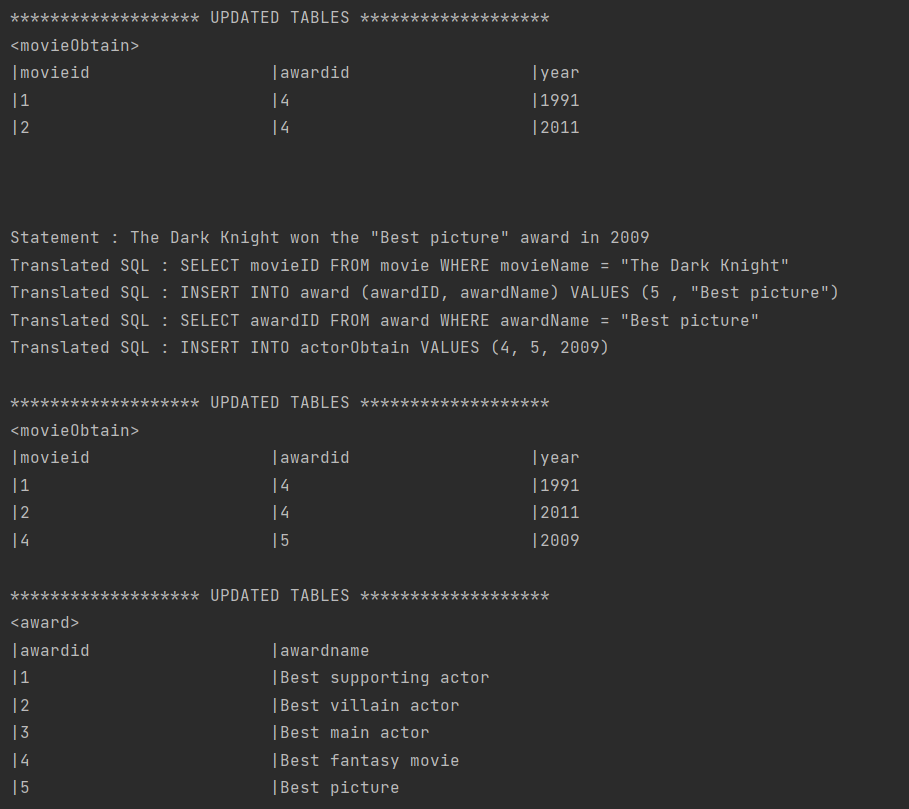 ******************* UPDATED TABLES *******************
<movieObtain>
|movieid                  |awardid                  |year
|1                        |4                        |1991
|2                        |4                        |2011
Statement : The Dark Knight won the "Best picture" award in 2009
Translated SQL : SELECT movieID FROM movie WHERE movieName = "The Dark Knight"
Translated SQL : INSERT INTO award (awardID, awardName) VALUES (5 , "Best picture")
Translated SQL : SELECT awardID FROM award WHERE awardName = "Best picture"
Translated SQL : INSERT INTO actorObtain VALUES (4, 5, 2009)
******************* UPDATED TABLES *******************
<movieObtain>
|movieid                  |awardid                  |year
|1                        |4                        |1991
|2                        |4                        |2011
|4                        |5                        |2009
******************* UPDATED TABLES *******************
<award>
|awardid                  |awardname
|1                        |Best supporting actor
|2                        |Best villain actor
|3                        |Best main actor
|4                        |Best fantasy movie
|5                        |Best picture